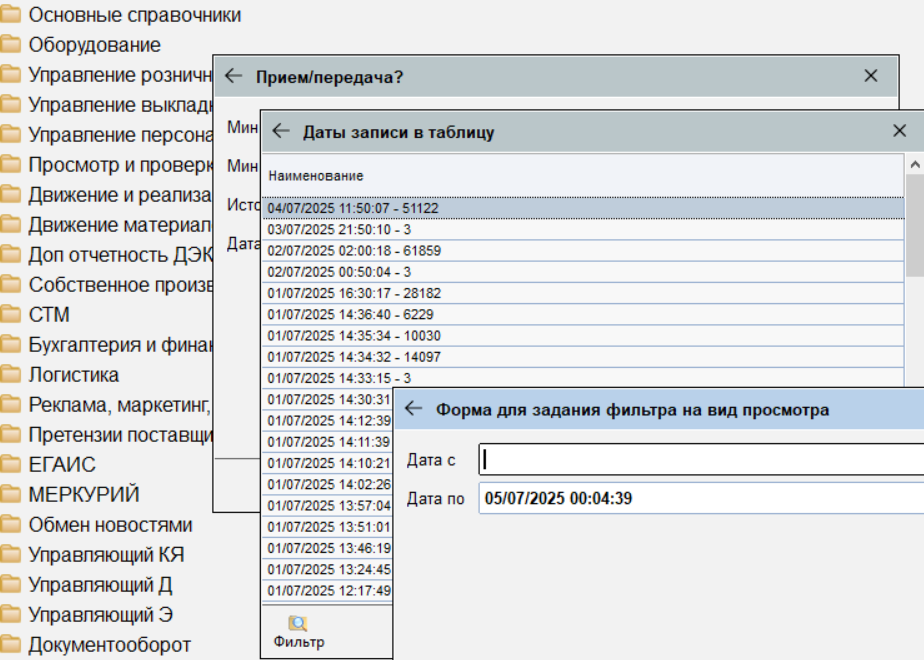 Основные справочники
Оборудование
Управление рознич
Управление выклад
Управление персона
Просмотр и проверк
Движение и реализа
Движение материал
Доп отчетность ДЭК
Собственное произв
СТМ
Бухгалтерия и финан
Логистика
Реклама, маркетинг,
Претензии поставщи
ЕГАИС
МЕРКУРИЙ
Обмен новостями
Управляющий КЯ
Управляющий Д
Управляющий Э
Документооборот
Прием/передача?
Мин
Мин
Исто
Дата
Даты записи в таблицу
Наименование
04/07/2025 11:50:07 - 51122
03/07/2025 21:50:10 - 3
02/07/2025 02:00:18 - 61859
02/07/2025 00:50:04 - 3
01/07/2025 16:30:17 - 28182
01/07/2025 14:36:40 - 6229
01/07/2025 14:35:34 - 10030
01/07/2025 14:34:32 - 14097
01/07/2025 14:33:15 - 3
01/07/2025 14:30:31
01/07/2025 14:12:39
01/07/2025 14:11:39
01/07/2025 14:10:21
01/07/2025 14:02:26
01/07/2025 13:57:04
01/07/2025 13:51:01
01/07/2025 13:46:19
01/07/2025 13:24:45
01/07/2025 12:17:49
Фильтр
Форма для задания фильтра на вид просмотра
Дата с
Дата по 05/07/2025 00:04:39